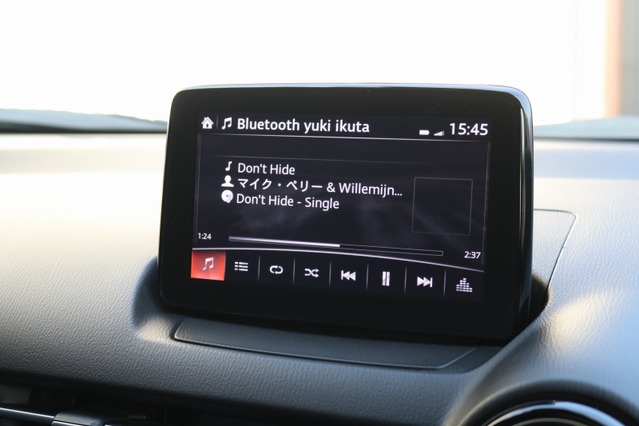 Bluetooth yuki ikuta
15:45
Don't Hide
マイク・ペリー & Willemijn...
Don't Hide - Single
1:24
2:37